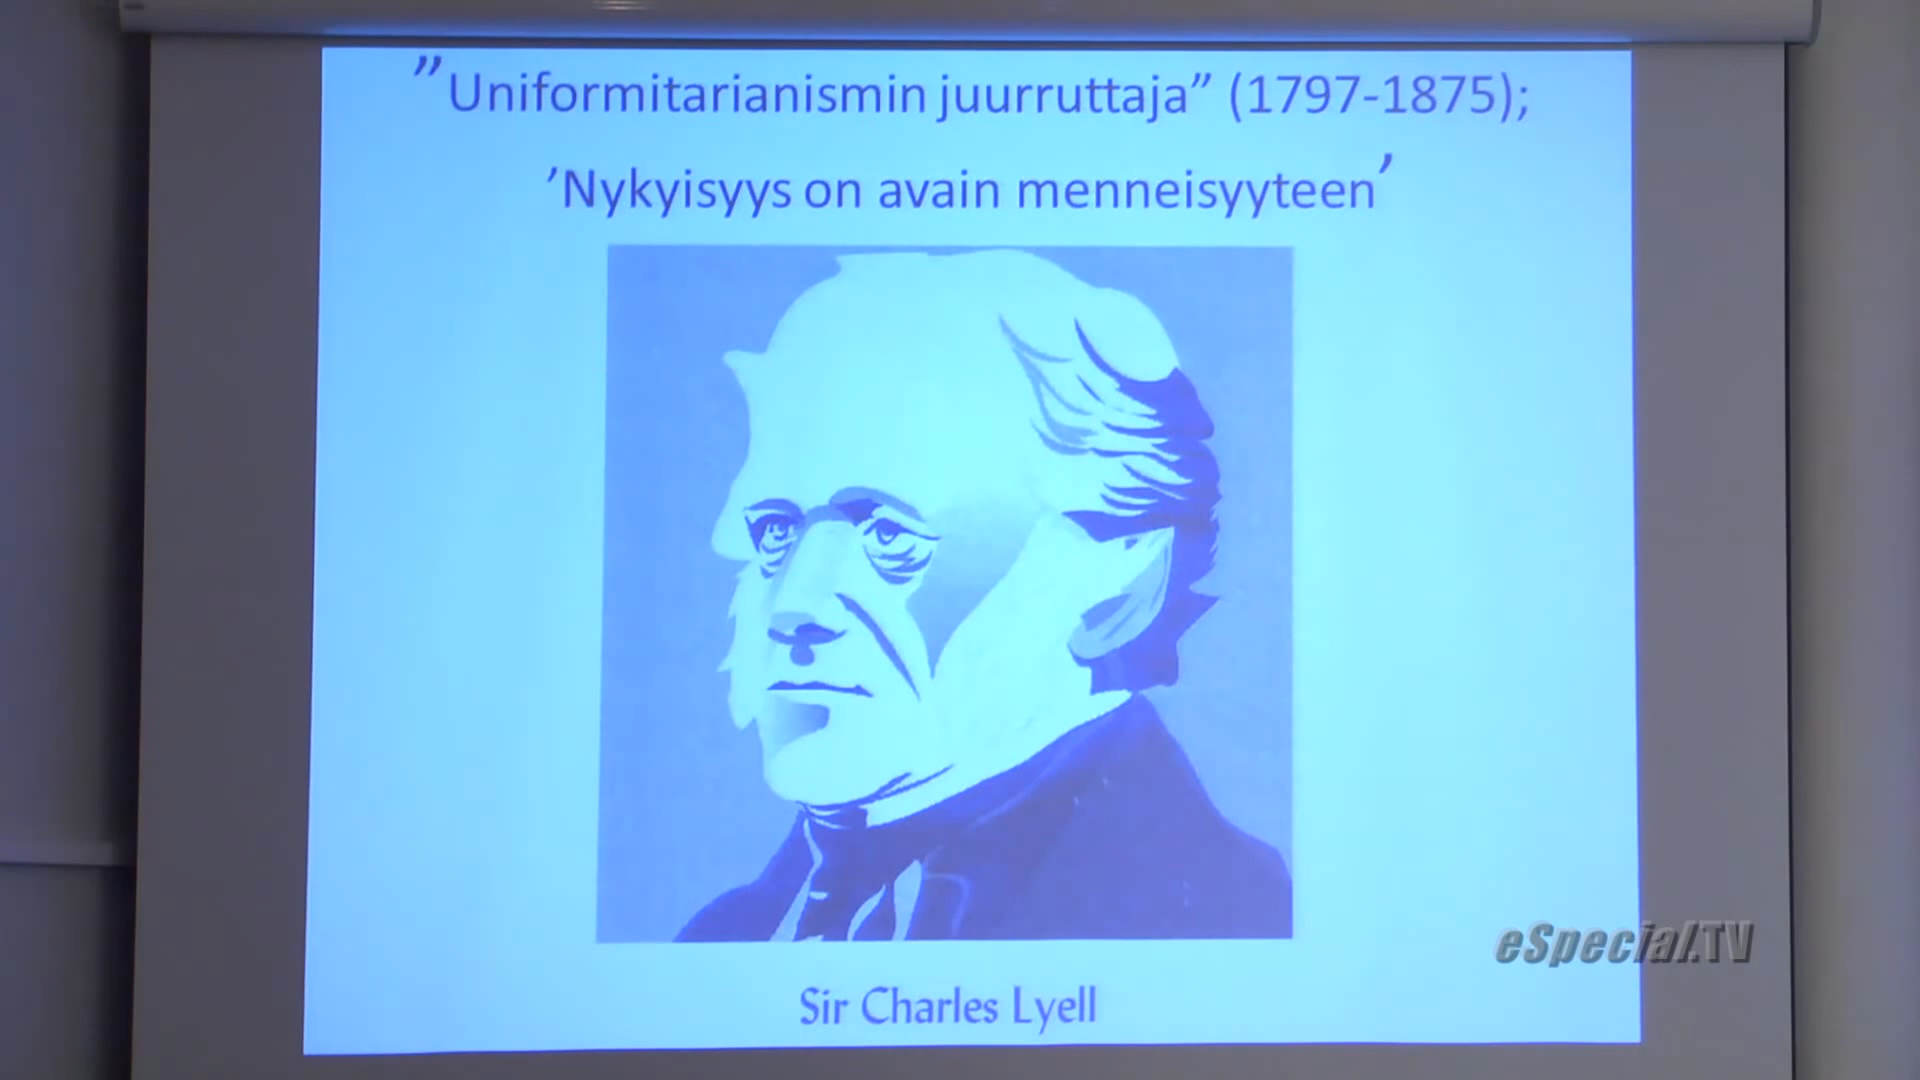 ”Uniformitarianismin juurruttaja” (1797-1875);
’Nykyisyys on avain menneisyyteen’
eSpecial.TV
Sir Charles Lyell